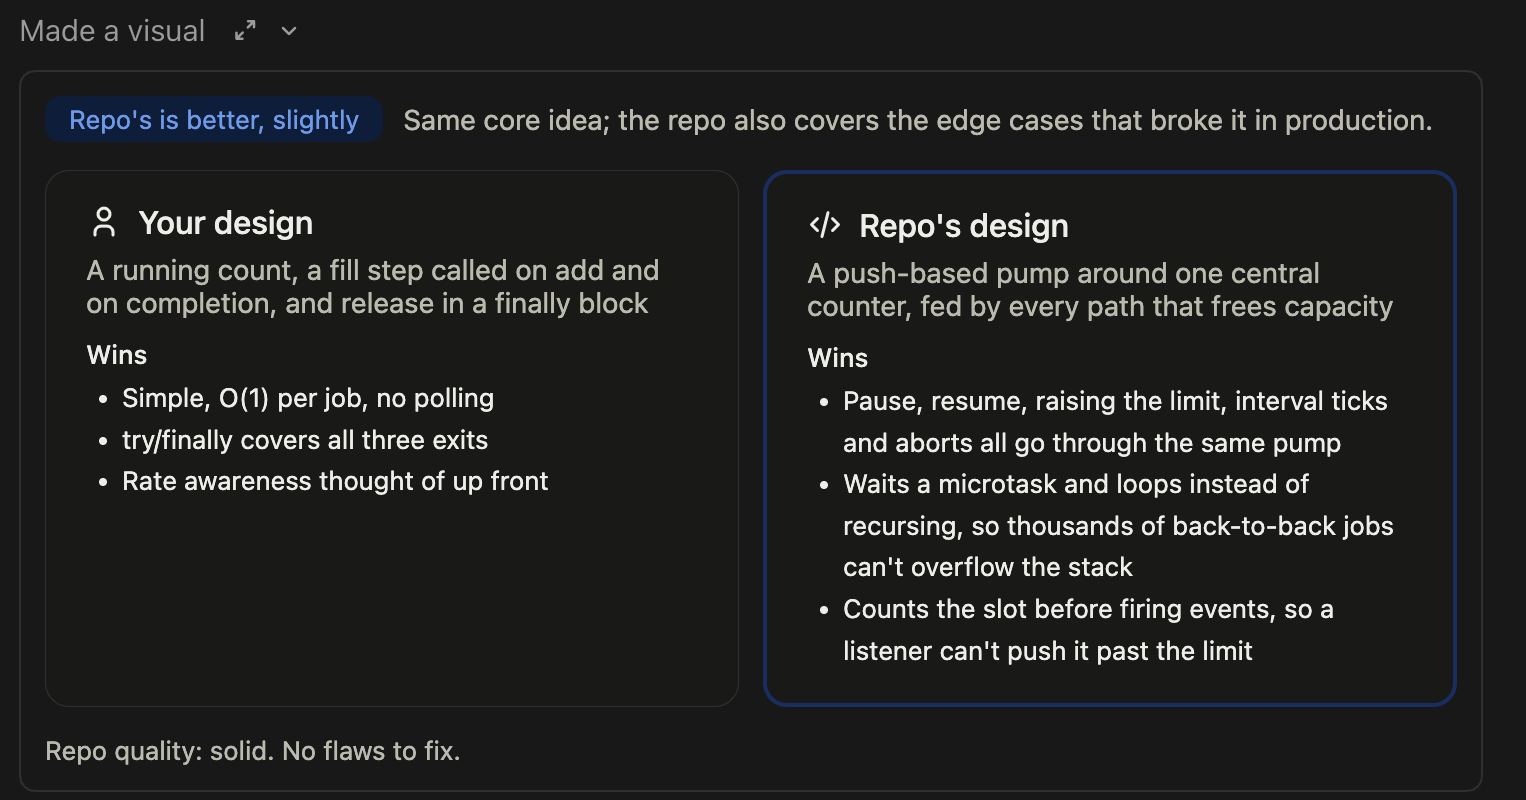 Made a visual
Repo's is better, slightly
Same core idea; the repo also covers the edge cases that broke it in production.
Your design
A running count, a fill step called on add and
on completion, and release in a finally block
Wins
• Simple, O(1) per job, no polling
• try/finally covers all three exits
• Rate awareness thought of up front
</> Repo's design
A push-based pump around one central
counter, fed by every path that frees capacity
Wins
• Pause, resume, raising the limit, interval ticks
and aborts all go through the same pump
• Waits a microtask and loops instead of
recursing, so thousands of back-to-back jobs
can't overflow the stack
• Counts the slot before firing events, so a
listener can't push it past the limit
Repo quality: solid. No flaws to fix.